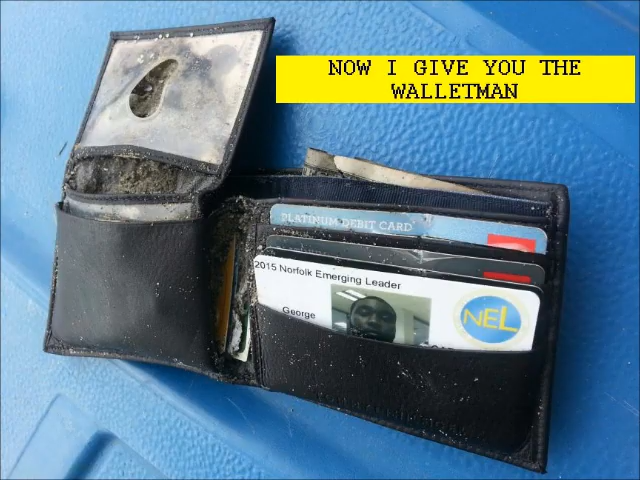 NOW I GIVE YOU THE
WALLETMAN
PLATINUM DEBIT CARD
2015 Norfolk Emerging Leader
George
NEL